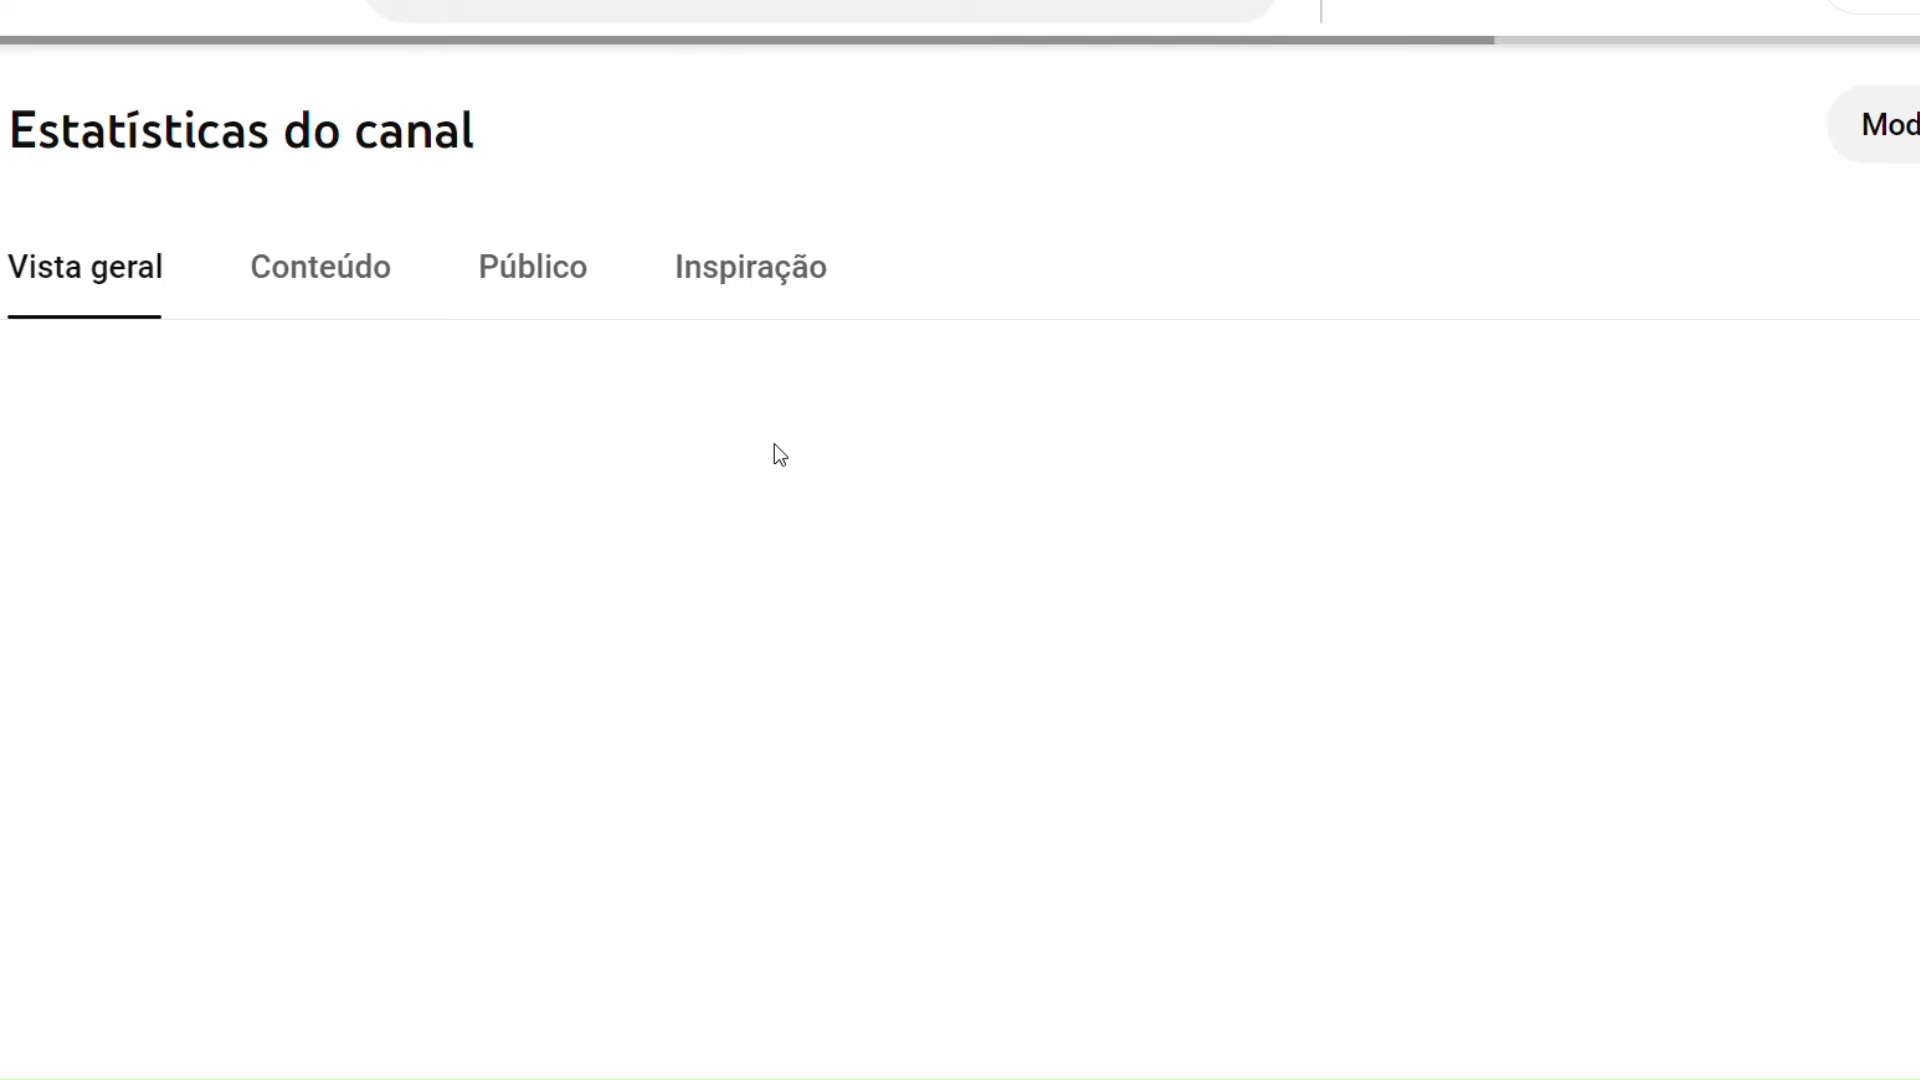 Estatísticas do canal
Mod
Vista geral Conteúdo Público Inspiração